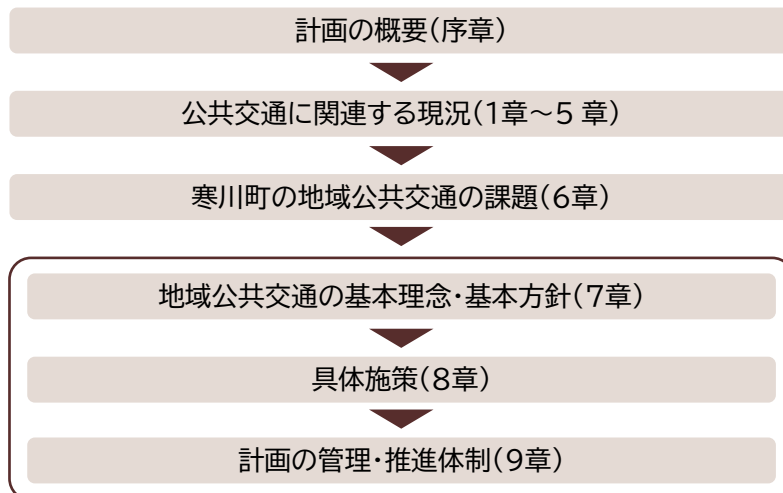 計画の概要(序章)
公共交通に関連する現況(1章～5 章)
寒川町の地域公共交通の課題(6章)
地域公共交通の基本理念・基本方針(7章)
具体施策(8章)
計画の管理・推進体制(9章)